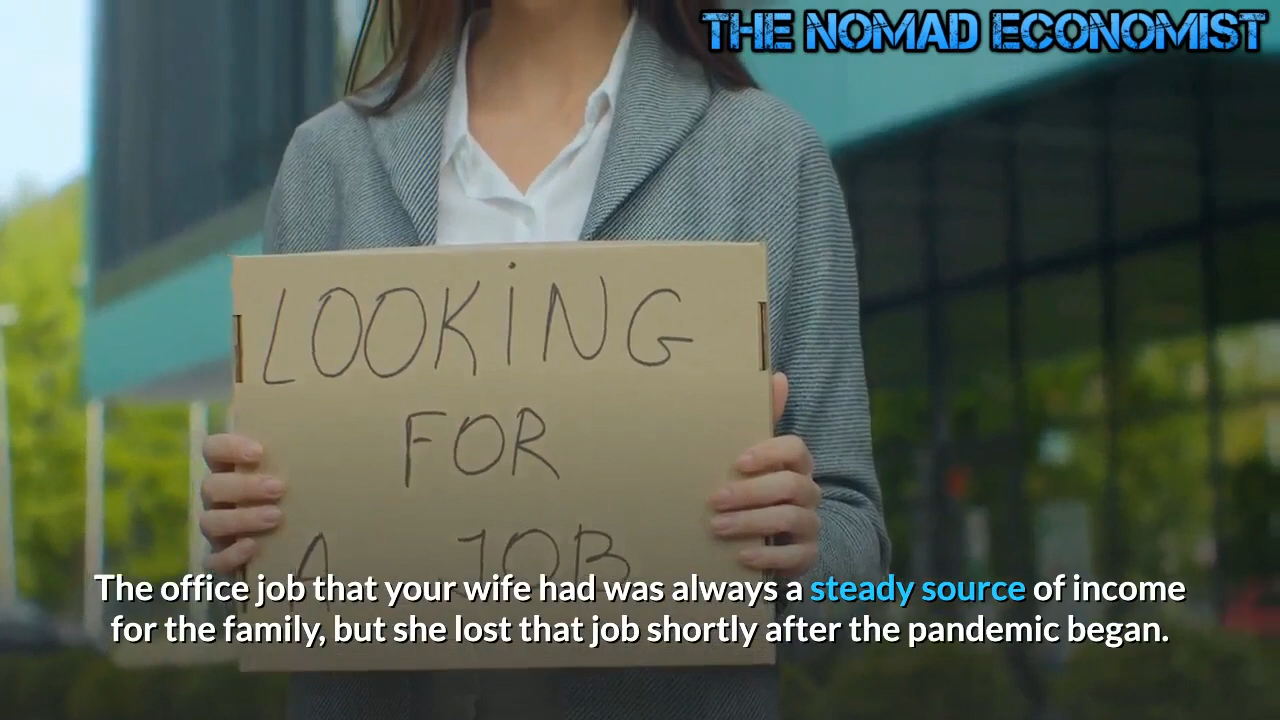 THE NOMAD ECONOMIST
LOOKING
FOR
A JOB
The office job that your wife had was always a steady source of income
for the family, but she lost that job shortly after the pandemic began.